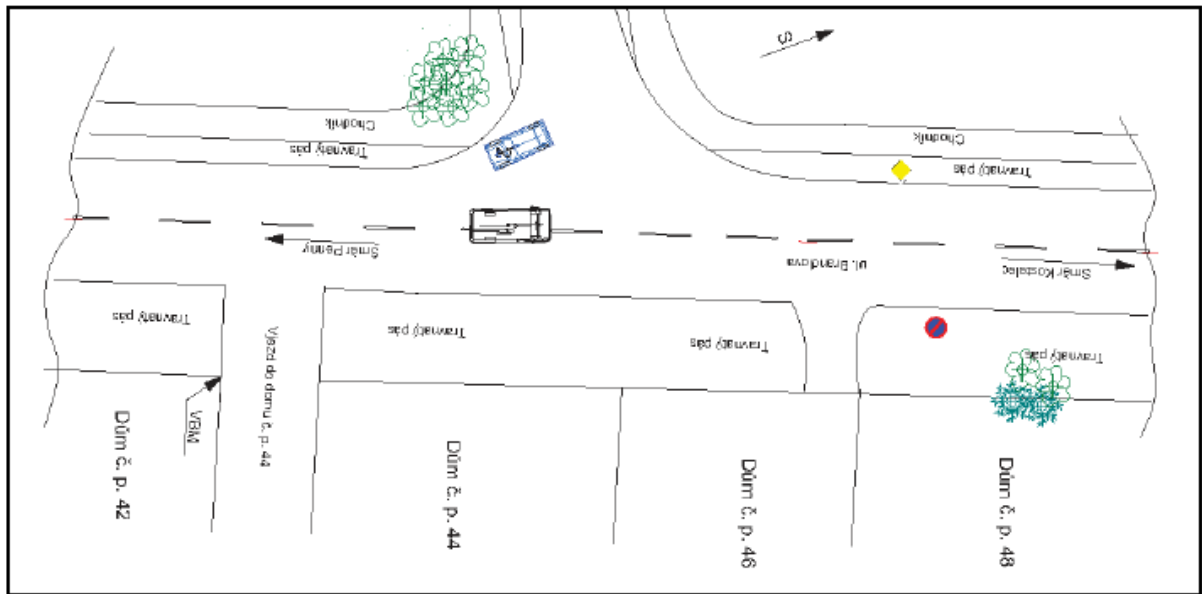 S
Chodník
Travnatý pás
Chodník
Travnatý pás
Směr Penny
ul. Brandlova
Směr Kostelec
Travnatý pás
Vjezd do domu č. p. 44
Travnatý pás
Travnatý pás
Travnatý pás
VBM
Dům č. p. 42
Dům č. p. 44
Dům č. p. 46
Dům č. p. 48